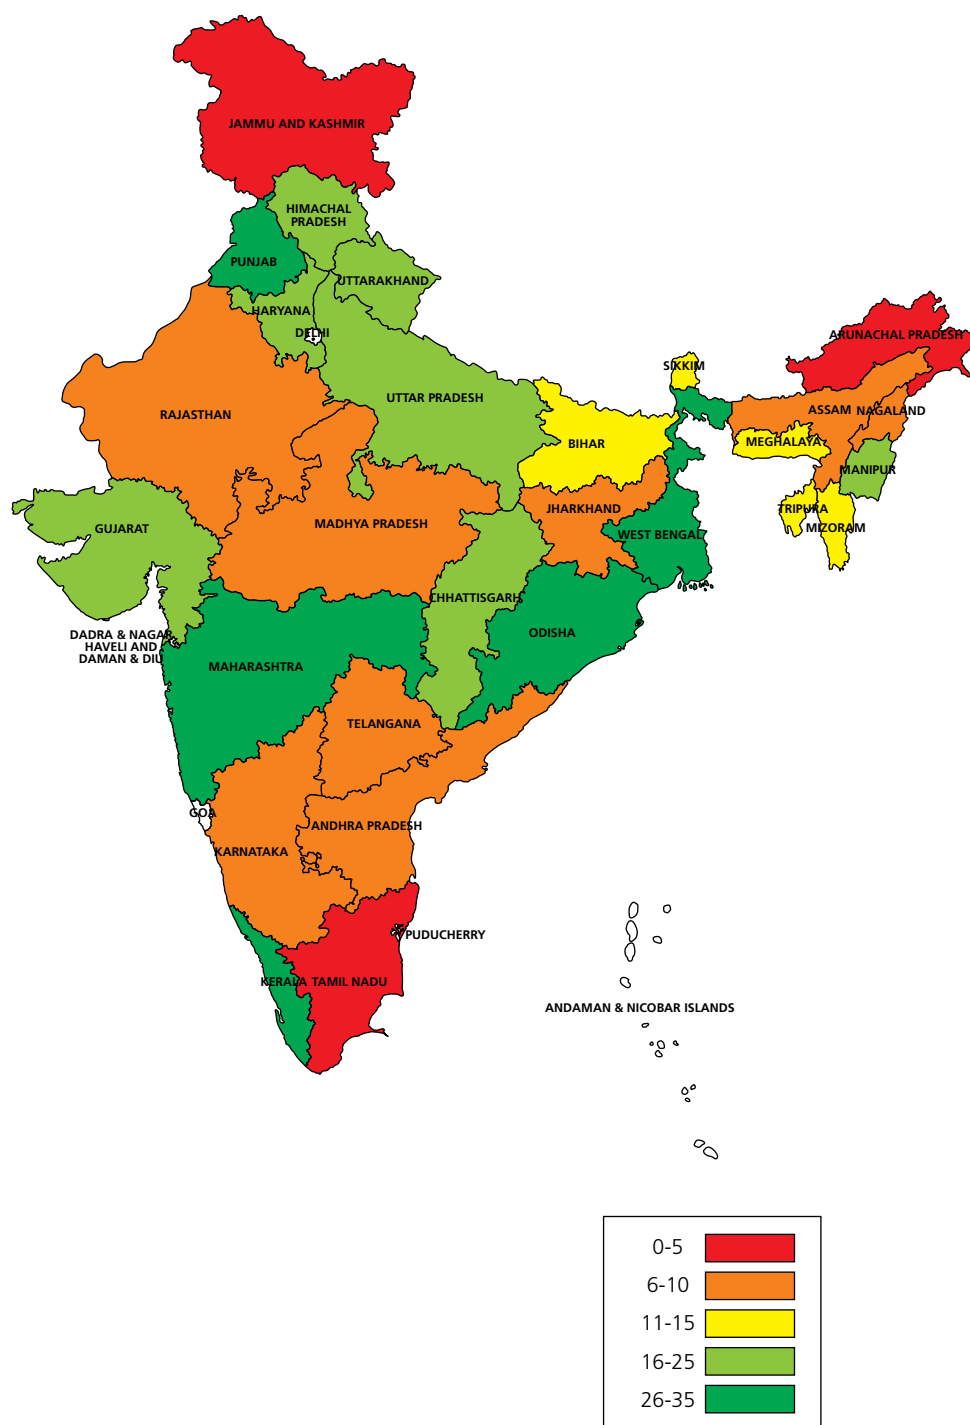 JAMMU AND KASHMIR
HIMACHAL
PRADESH
PUNJAB
UTTARAKHAND
HARYANA
DELHI
ARUNACHAL PRADESH
SIKKIM
UTTAR PRADESH
RAJASTHAN
ASSAM
NAGALAND
BIHAR
MEGHALAYA
MANIPUR
GUJARAT
MADHYA PRADESH
JHARKHAND
TRIPURA
MIZORAM
WEST BENGAL
CHHATTISGARH
DADRA & NAGAR
HAVELI AND
DAMAN & DIU
ODISHA
MAHARASHTRA
TELANGANA
GOA
ANDHRA PRADESH
KARNATAKA
PUDUCHERRY
KERALA
TAMIL NADU
ANDAMAN & NICOBAR ISLANDS
0-5
6-10
11-15
16-25
26-35